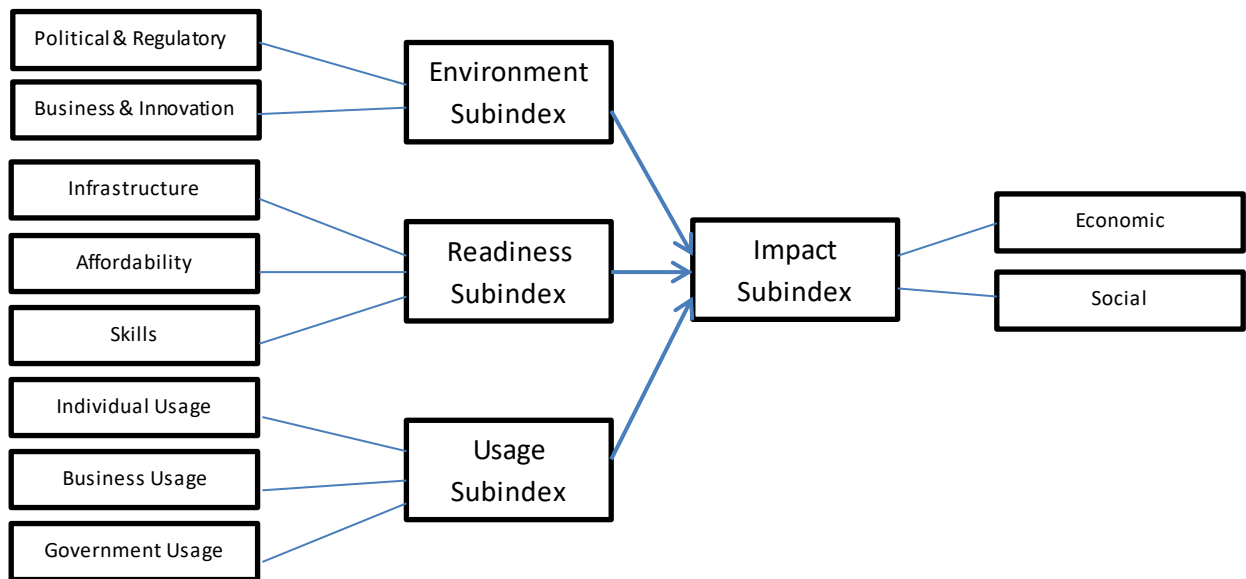 Political & Regulatory
Business & Innovation
Infrastructure
Affordability
Skills
Individual Usage
Business Usage
Government Usage
Environment
Subindex
Readiness
Subindex
Usage
Subindex
Impact
Subindex
Economic
Social